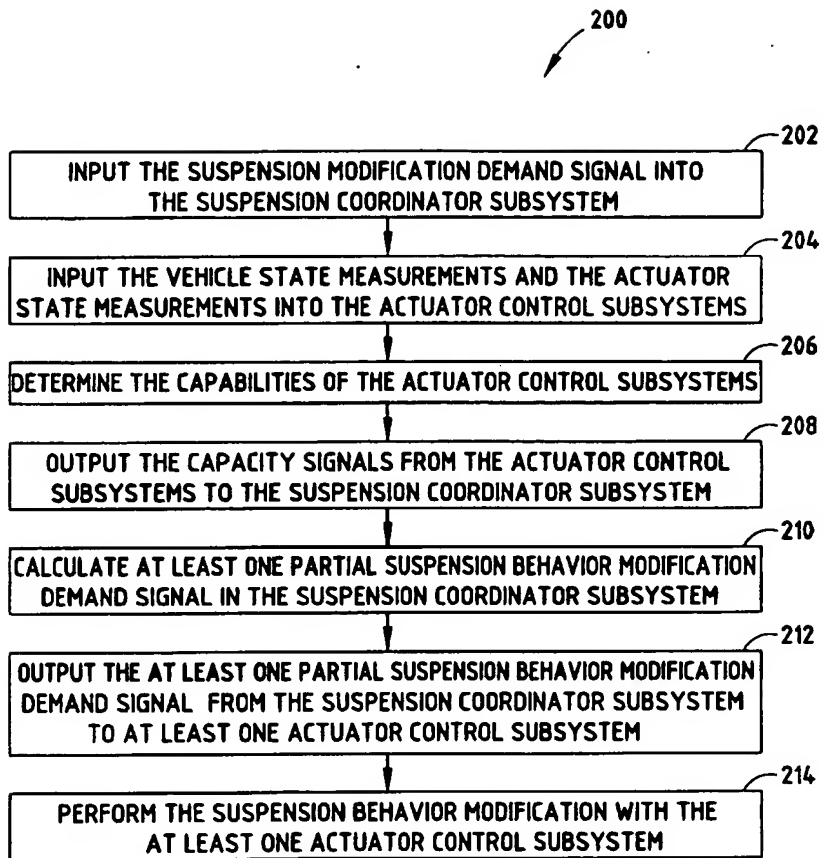 200
202
INPUT THE SUSPENSION MODIFICATION DEMAND SIGNAL INTO
THE SUSPENSION COORDINATOR SUBSYSTEM
204
INPUT THE VEHICLE STATE MEASUREMENTS AND THE ACTUATOR
STATE MEASUREMENTS INTO THE ACTUATOR CONTROL SUBSYSTEMS
206
DETERMINE THE CAPABILITIES OF THE ACTUATOR CONTROL SUBSYSTEMS
208
OUTPUT THE CAPACITY SIGNALS FROM THE ACTUATOR CONTROL
SUBSYSTEMS TO THE SUSPENSION COORDINATOR SUBSYSTEM
210
CALCULATE AT LEAST ONE PARTIAL SUSPENSION BEHAVIOR MODIFICATION
DEMAND SIGNAL IN THE SUSPENSION COORDINATOR SUBSYSTEM
212
OUTPUT THE AT LEAST ONE PARTIAL SUSPENSION BEHAVIOR MODIFICATION
DEMAND SIGNAL FROM THE SUSPENSION COORDINATOR SUBSYSTEM
TO AT LEAST ONE ACTUATOR CONTROL SUBSYSTEM
214
PERFORM THE SUSPENSION BEHAVIOR MODIFICATION WITH THE
AT LEAST ONE ACTUATOR CONTROL SUBSYSTEM